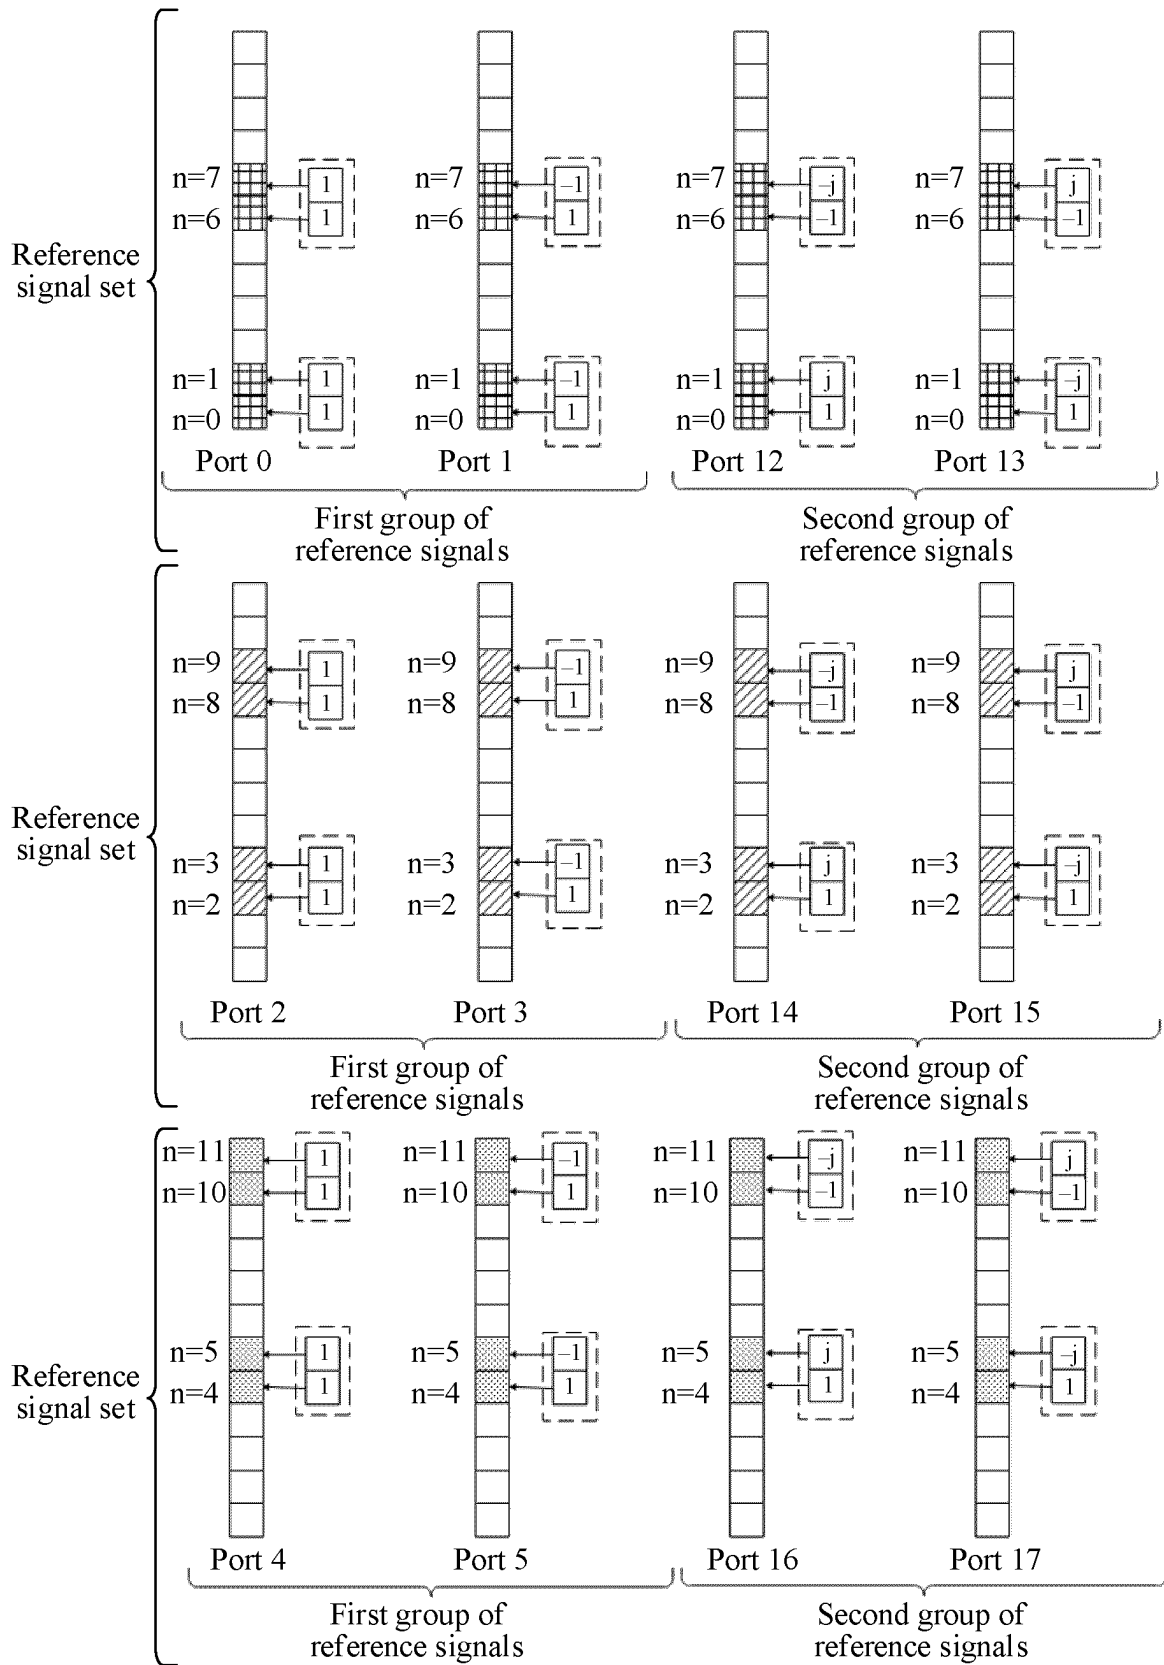 Reference
signal set
n=7 1 n=7 –1 n=7 –j n=7 j
n=6 1 n=6 1 n=6 –1 n=6 –1
n=1 1 n=1 –1 n=1 j n=1 –j
n=0 1 n=0 1 n=0 1 n=0 1
Port 0 Port 1 Port 12 Port 13
First group of
reference signals
Second group of
reference signals
Reference
signal set
n=9 1 n=9 –1 n=9 –j n=9 j
n=8 1 n=8 1 n=8 –1 n=8 –1
n=3 1 n=3 –1 n=3 j n=3 –j
n=2 1 n=2 1 n=2 1 n=2 1
Port 2 Port 3 Port 14 Port 15
First group of
reference signals
Second group of
reference signals
Reference
signal set
n=11 1 n=11 –1 n=11 –j n=11 j
n=10 1 n=10 1 n=10 –1 n=10 –1
n=5 1 n=5 –1 n=5 j n=5 –j
n=4 1 n=4 1 n=4 1 n=4 1
Port 4 Port 5 Port 16 Port 17
First group of
reference signals
Second group of
reference signals